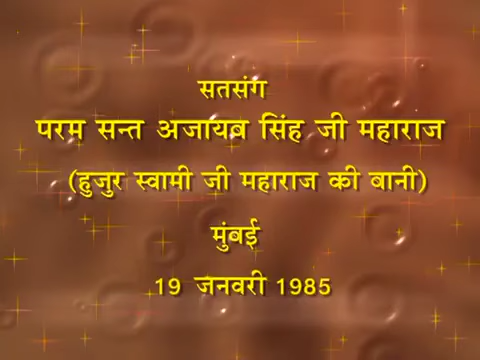 सतसंग
परम सन्त अजायब सिंह जी महाराज
(हुजुर स्वामी जी महाराज की बानी)
मुंबई
19 जनवरी 1985